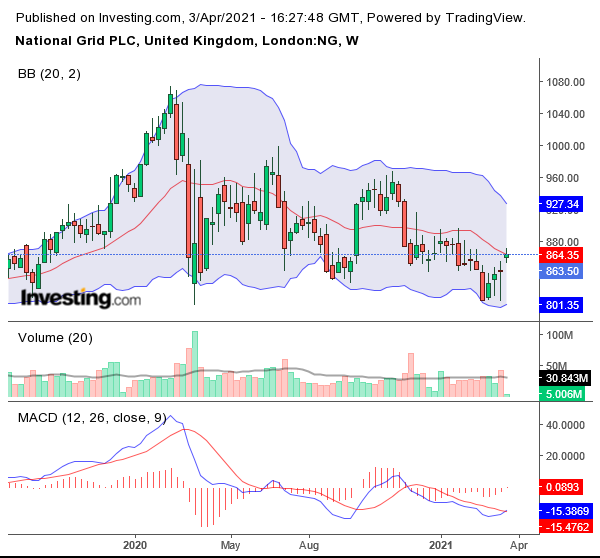 Published on Investing.com, 3/Apr/2021 - 16:27:48 GMT, Powered by TradingView.
National Grid PLC, United Kingdom, London:NG, W
BB (20, 2)
1080.00
1040.00
1000.00
960.00
927.34
880.00
864.35
863.50
801.35
Investing.com
Volume (20)
100M
50M
30.843M
5.006M
MACD (12, 26, close, 9)
40.0000
0.0893
-15.3869
-15.4762
2020 May Aug 2021 Apr